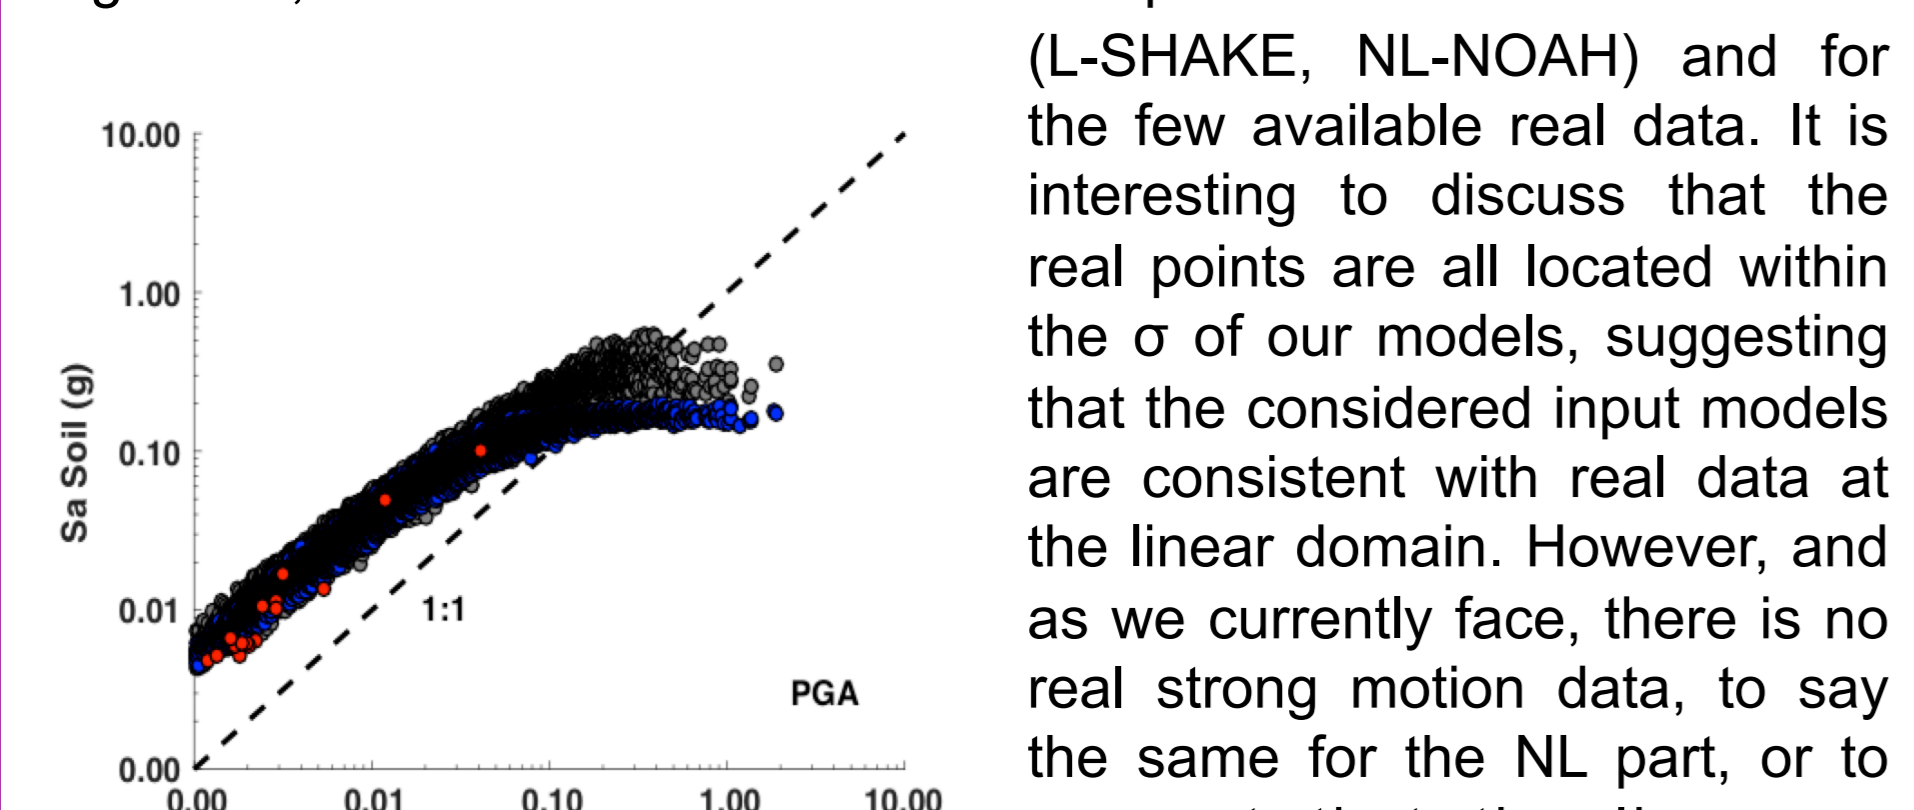 10.00
1.00
0.10
0.01
0.00
Sa Soil (g)
1:1
PGA
0.00 0.01 0.10 1.00 10.00
(L-SHAKE, NL-NOAH) and for
the few available real data. It is
interesting to discuss that the
real points are all located within
the σ of our models, suggesting
that the considered input models
are consistent with real data at
the linear domain. However, and
as we currently face, there is no
real strong motion data, to say
the same for the NL part, or to